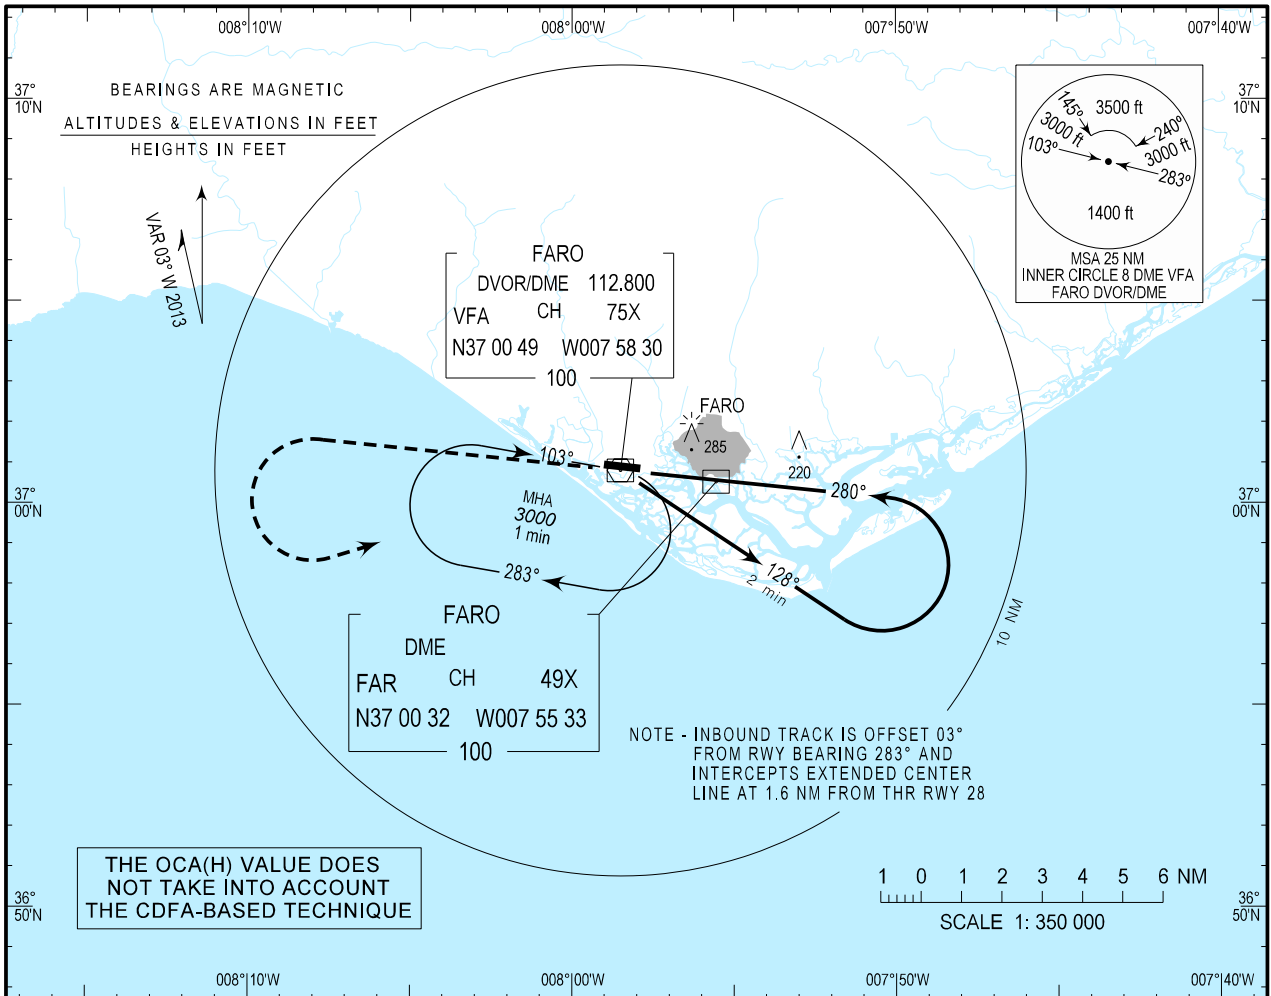 008°10'W
008°00'W
007°50'W
007°40'W
37°
10'N
37°
10'N
BEARINGS ARE MAGNETIC
ALTITUDES & ELEVATIONS IN FEET
HEIGHTS IN FEET
VAR 03° W 2013
145°
3500 ft
240°
3000 ft
3000 ft
103°
283°
1400 ft
MSA 25 NM
INNER CIRCLE 8 DME VFA
FARO DVOR/DME
FARO
DVOR/DME 112.800
VFA CH 75X
N37 00 49 W007 58 30
100
FARO
285
220
103°
280°
MHA
3000
1 min
283°
128°
2 min
37°
00'N
37°
00'N
10 NM
FARO
DME
FAR CH 49X
N37 00 32 W007 55 33
100
NOTE - INBOUND TRACK IS OFFSET 03°
FROM RWY BEARING 283° AND
INTERCEPTS EXTENDED CENTER
LINE AT 1.6 NM FROM THR RWY 28
THE OCA(H) VALUE DOES
NOT TAKE INTO ACCOUNT
THE CDFA-BASED TECHNIQUE
1 0 1 2 3 4 5 6 NM
SCALE 1: 350 000
36°
50'N
36°
50'N
008°10'W
008°00'W
007°50'W
007°40'W